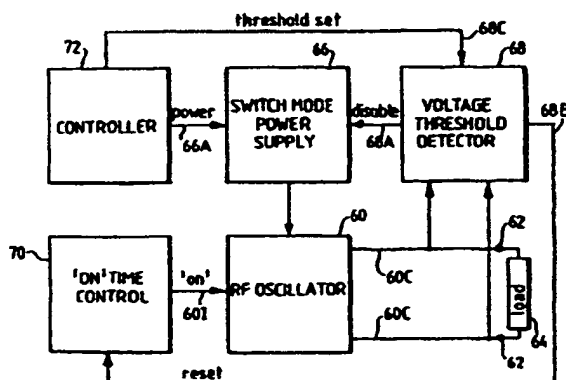 threshold set
68C
72
66
68
CONTROLLER
power
66A
SWITCH MODE
POWER
SUPPLY
disable
68A
VOLTAGE
THRESHOLD
DETECTOR
68B
60
62
70
'ON' TIME
CONTROL
'on'
60I
RF OSCILLATOR
60C
60C
load
64
62
reset